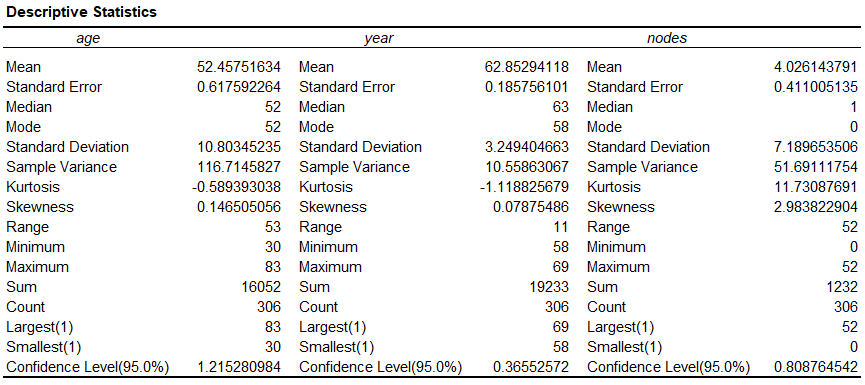 Descriptive Statistics
age year nodes
Mean 52.45751634 Mean 62.85294118 Mean 4.026143791
Standard Error 0.617592264 Standard Error 0.185756101 Standard Error 0.411005135
Median 52 Median 63 Median 1
Mode 52 Mode 58 Mode 0
Standard Deviation 10.80345235 Standard Deviation 3.249404663 Standard Deviation 7.189653506
Sample Variance 116.7145827 Sample Variance 10.55863067 Sample Variance 51.69111754
Kurtosis -0.589393038 Kurtosis -1.118825679 Kurtosis 11.73087691
Skewness 0.146505056 Skewness 0.07875486 Skewness 2.983822904
Range 53 Range 11 Range 52
Minimum 30 Minimum 58 Minimum 0
Maximum 83 Maximum 69 Maximum 52
Sum 16052 Sum 19233 Sum 1232
Count 306 Count 306 Count 306
Largest(1) 83 Largest(1) 69 Largest(1) 52
Smallest(1) 30 Smallest(1) 58 Smallest(1) 0
Confidence Level(95.0%) 1.215280984 Confidence Level(95.0%) 0.36552572 Confidence Level(95.0%) 0.808764542